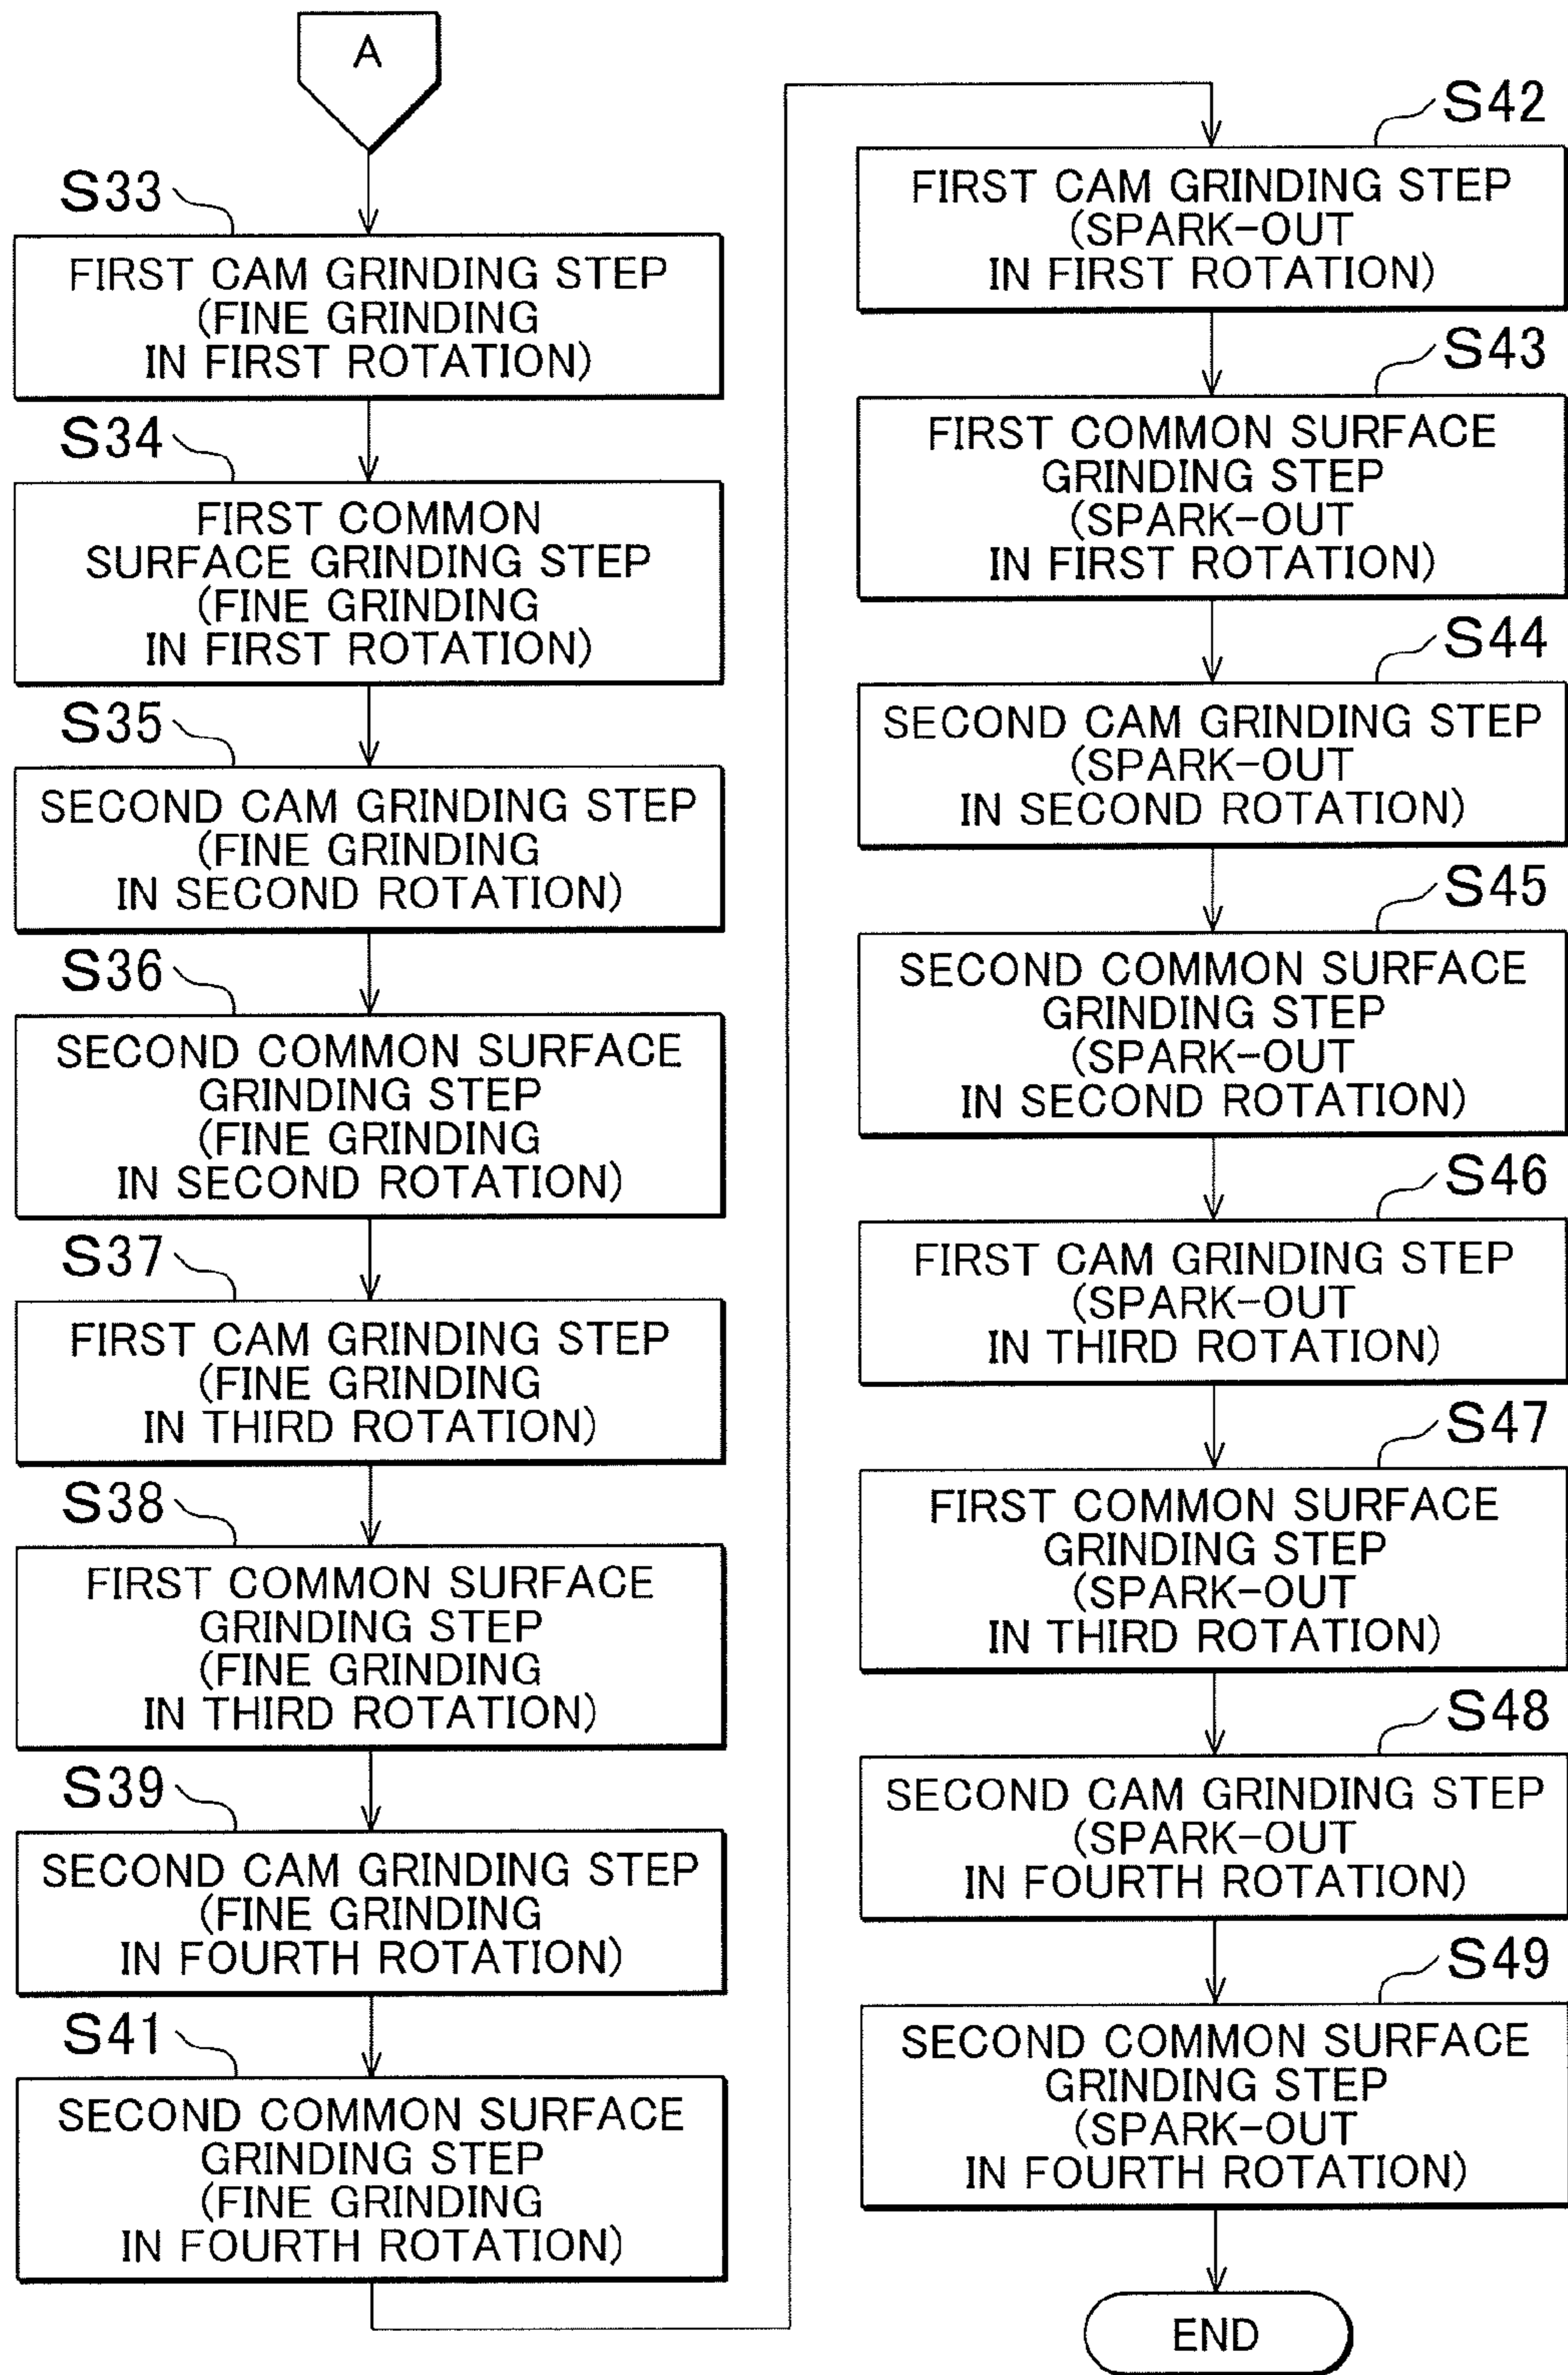 A
S33
FIRST CAM GRINDING STEP
(FINE GRINDING
IN FIRST ROTATION)
S34
FIRST COMMON
SURFACE GRINDING STEP
(FINE GRINDING
IN FIRST ROTATION)
S35
SECOND CAM GRINDING STEP
(FINE GRINDING
IN SECOND ROTATION)
S36
SECOND COMMON SURFACE
GRINDING STEP
(FINE GRINDING
IN SECOND ROTATION)
S37
FIRST CAM GRINDING STEP
(FINE GRINDING
IN THIRD ROTATION)
S38
FIRST COMMON SURFACE
GRINDING STEP
(FINE GRINDING
IN THIRD ROTATION)
S39
SECOND CAM GRINDING STEP
(FINE GRINDING
IN FOURTH ROTATION)
S41
SECOND COMMON SURFACE
GRINDING STEP
(FINE GRINDING
IN FOURTH ROTATION)
S42
FIRST CAM GRINDING STEP
(SPARK-OUT
IN FIRST ROTATION)
S43
FIRST COMMON SURFACE
GRINDING STEP
(SPARK-OUT
IN FIRST ROTATION)
S44
SECOND CAM GRINDING STEP
(SPARK-OUT
IN SECOND ROTATION)
S45
SECOND COMMON SURFACE
GRINDING STEP
(SPARK-OUT
IN SECOND ROTATION)
S46
FIRST CAM GRINDING STEP
(SPARK-OUT
IN THIRD ROTATION)
S47
FIRST COMMON SURFACE
GRINDING STEP
(SPARK-OUT
IN THIRD ROTATION)
S48
SECOND CAM GRINDING STEP
(SPARK-OUT
IN FOURTH ROTATION)
S49
SECOND COMMON SURFACE
GRINDING STEP
(SPARK-OUT
IN FOURTH ROTATION)
END